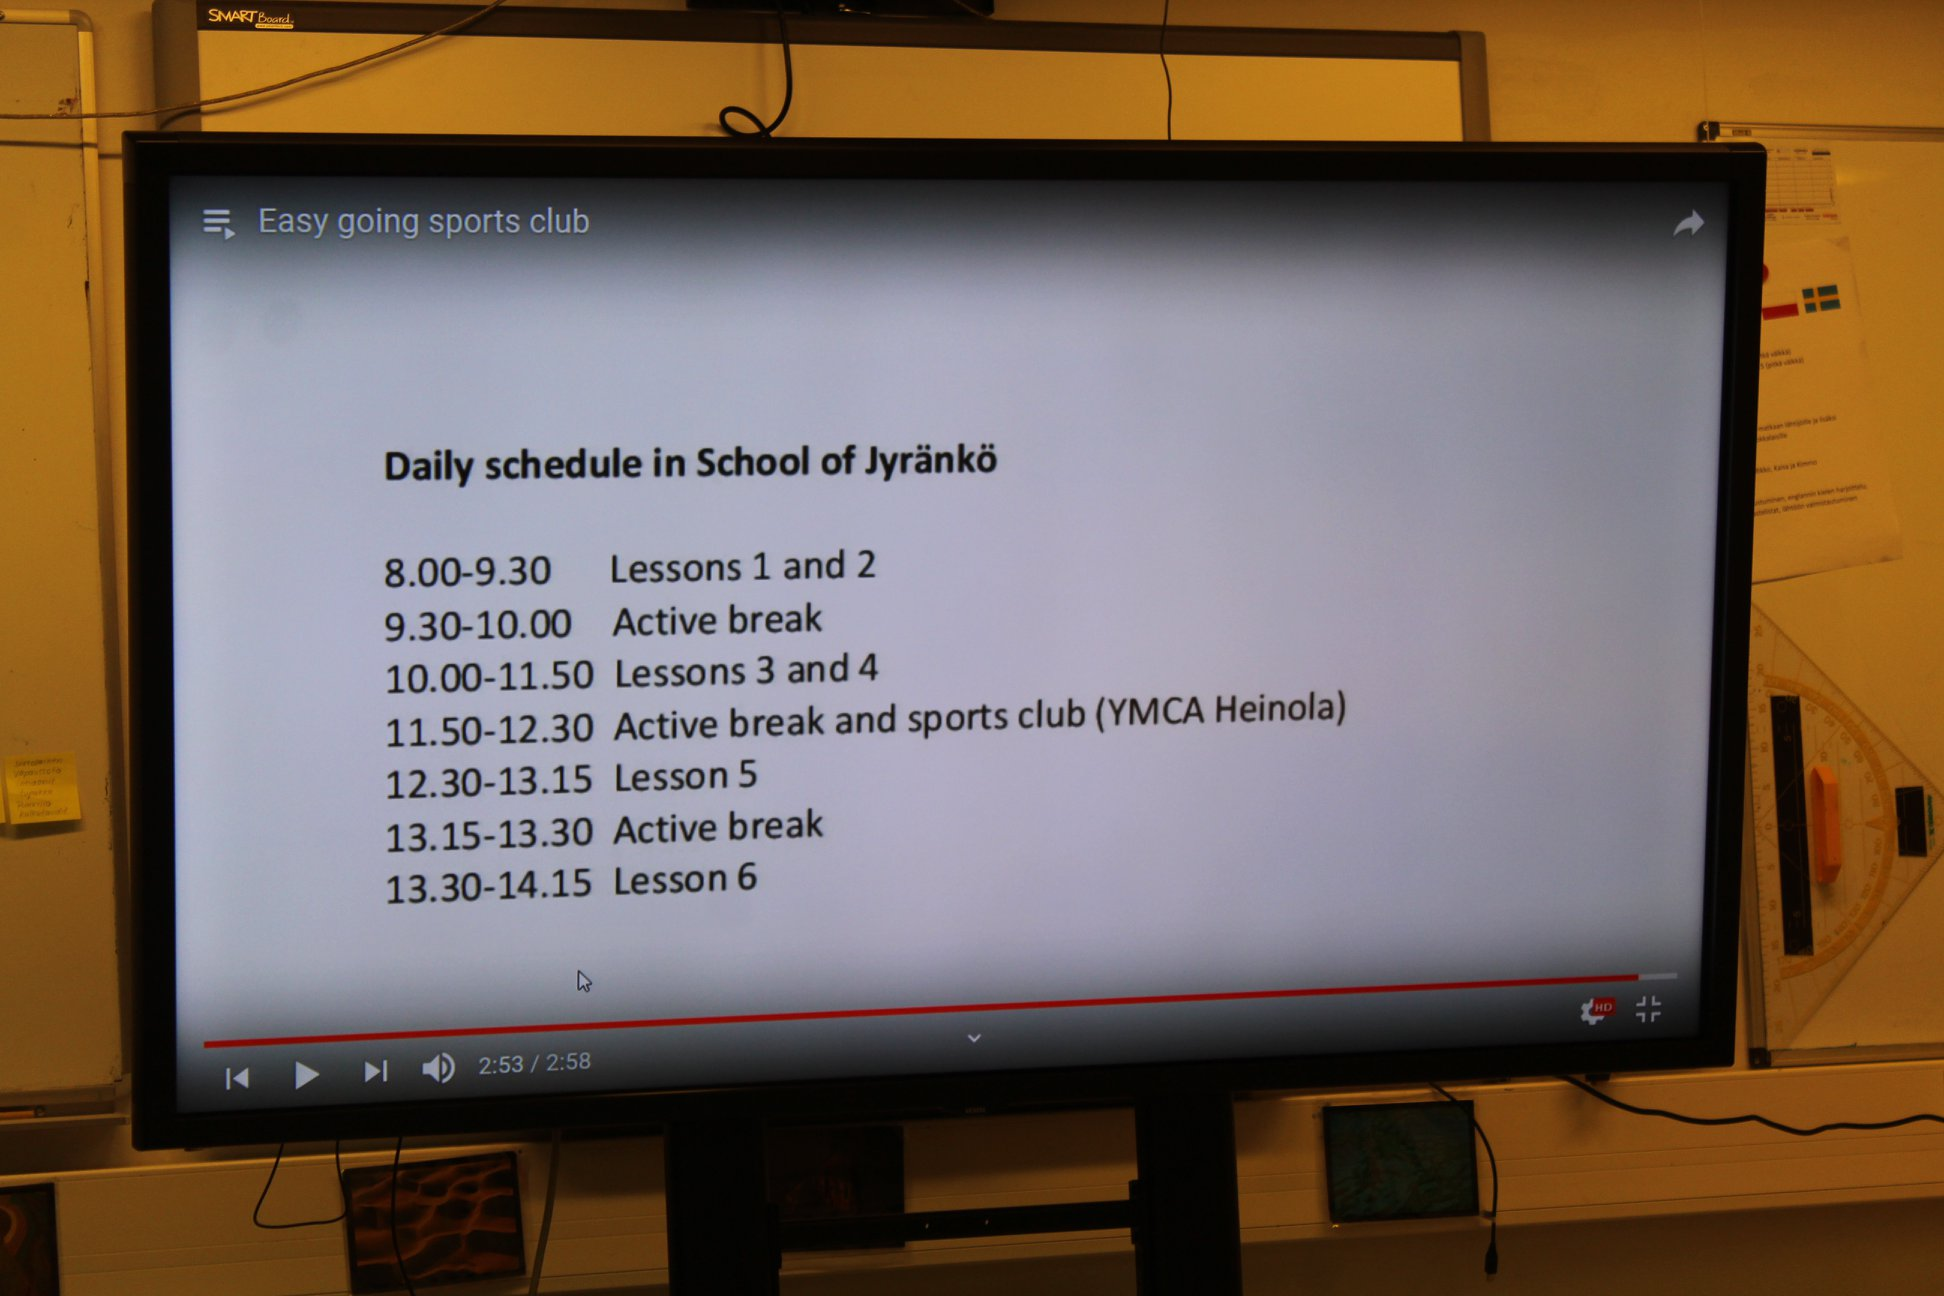 SMART Board
Easy going sports club
Daily schedule in School of Jyränkö
8.00-9.30 Lessons 1 and 2
9.30-10.00 Active break
10.00-11.50 Lessons 3 and 4
11.50-12.30 Active break and sports club (YMCA Heinola)
12.30-13.15 Lesson 5
13.15-13.30 Active break
13.30-14.15 Lesson 6
HD
2:53 / 2:58